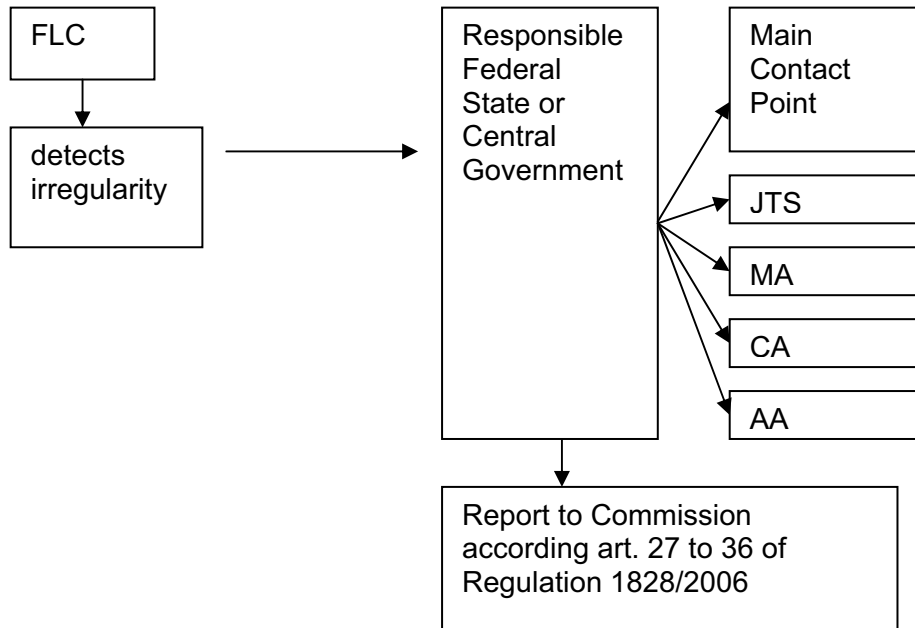 FLC
detects
irregularity
Responsible
Federal
State or
Central
Government
Main
Contact
Point
JTS
MA
CA
AA
Report to Commission
according art. 27 to 36 of
Regulation 1828/2006